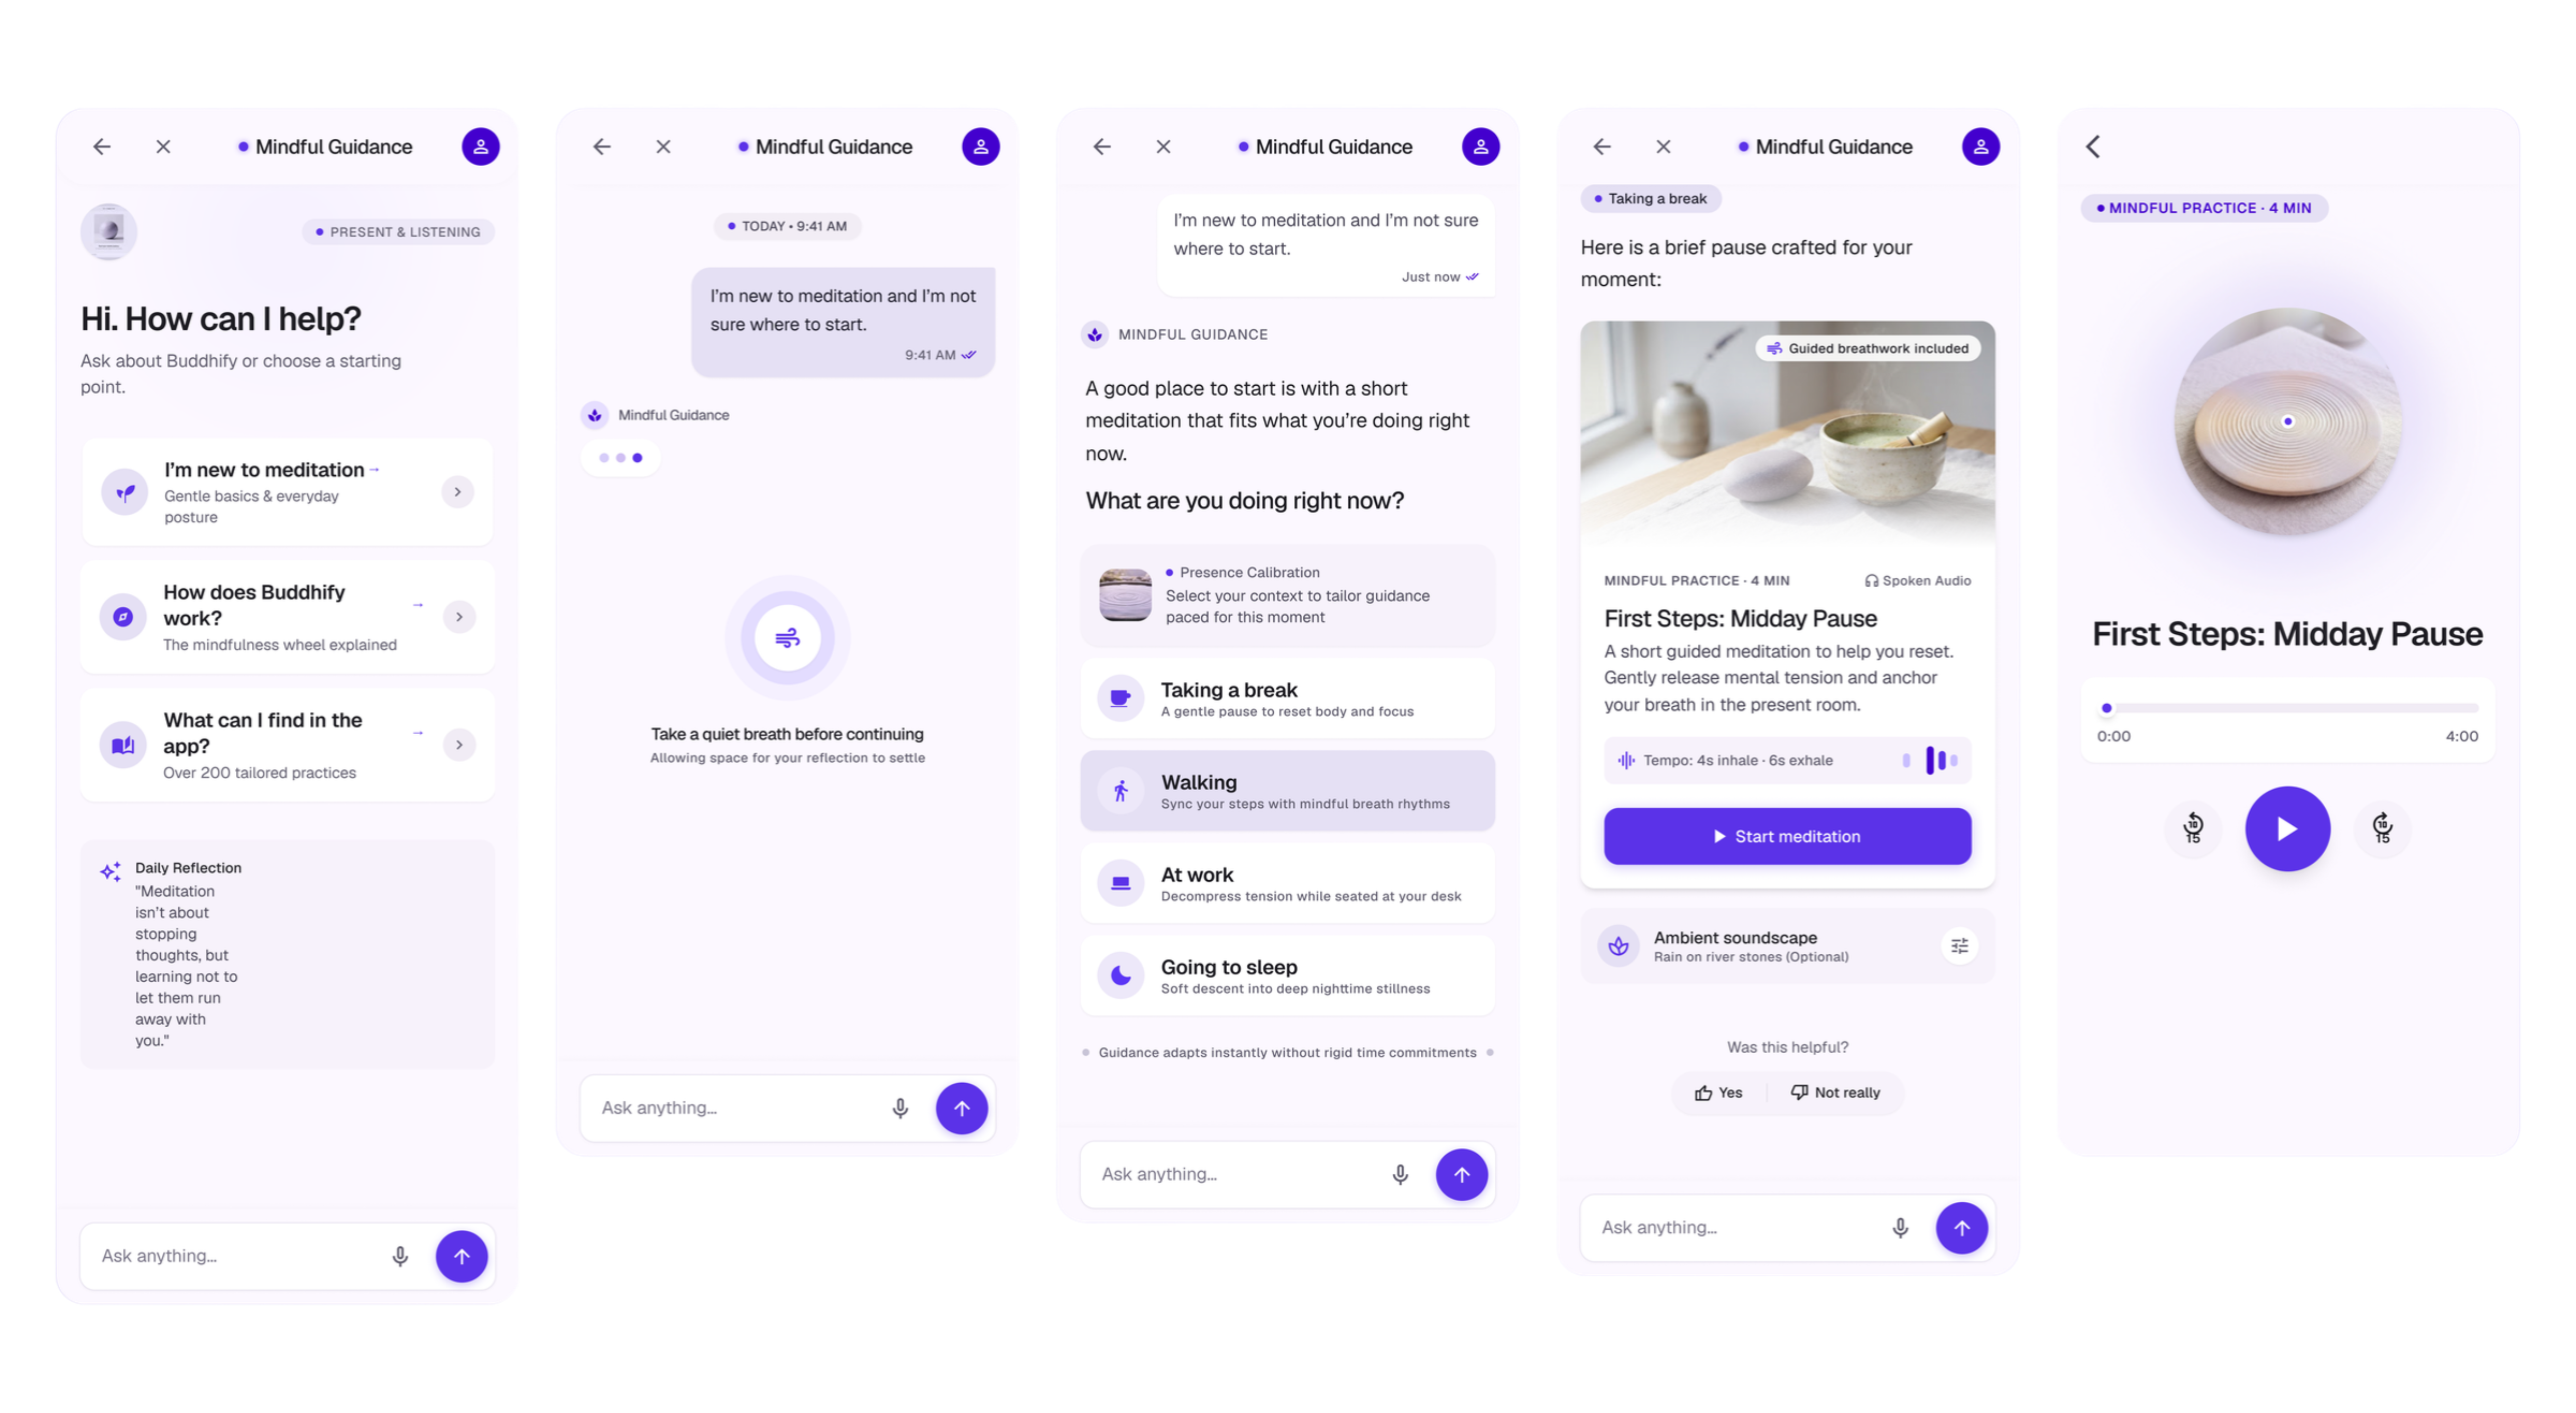 Mindful Guidance
PRESENT & LISTENING
Hi. How can I help?
Ask about Buddhify or choose a starting
point.
I'm new to meditation→
Gentle basics & everyday
posture
How does Buddhify
work?
→
The mindfulness wheel explained
What can I find in the
app?
→
Over 200 tailored practices
Daily Reflection
"Meditation
isn't about
stopping
thoughts, but
learning not to
let them run
away with
you."
Ask anything...
Mindful Guidance
TODAY • 9:41 AM
I'm new to meditation and I'm not
sure where to start.
9:41 AM
Mindful Guidance
Take a quiet breath before continuing
Allowing space for your reflection to settle
Ask anything...
Mindful Guidance
I'm new to meditation and I'm not sure
where to start.
Just now
MINDFUL GUIDANCE
A good place to start is with a short
meditation that fits what you're doing right
now.
What are you doing right now?
Presence Calibration
Select your context to tailor guidance
paced for this moment
Taking a break
A gentle pause to reset body and focus
Walking
Sync your steps with mindful breath rhythms
At work
Decompress tension while seated at your desk
Going to sleep
Soft descent into deep nighttime stillness
Guidance adapts instantly without rigid time commitments
Ask anything...
Mindful Guidance
Taking a break
Here is a brief pause crafted for your
moment:
Guided breathwork included
MINDFUL PRACTICE · 4 MIN
Spoken Audio
First Steps: Midday Pause
A short guided meditation to help you reset.
Gently release mental tension and anchor
your breath in the present room.
Tempo: 4s inhale · 6s exhale
Start meditation
Ambient soundscape
Rain on river stones (Optional)
Was this helpful?
Yes
Not really
Ask anything...
MINDFUL PRACTICE · 4 MIN
First Steps: Midday Pause
0:00
4:00
10
15
10
15